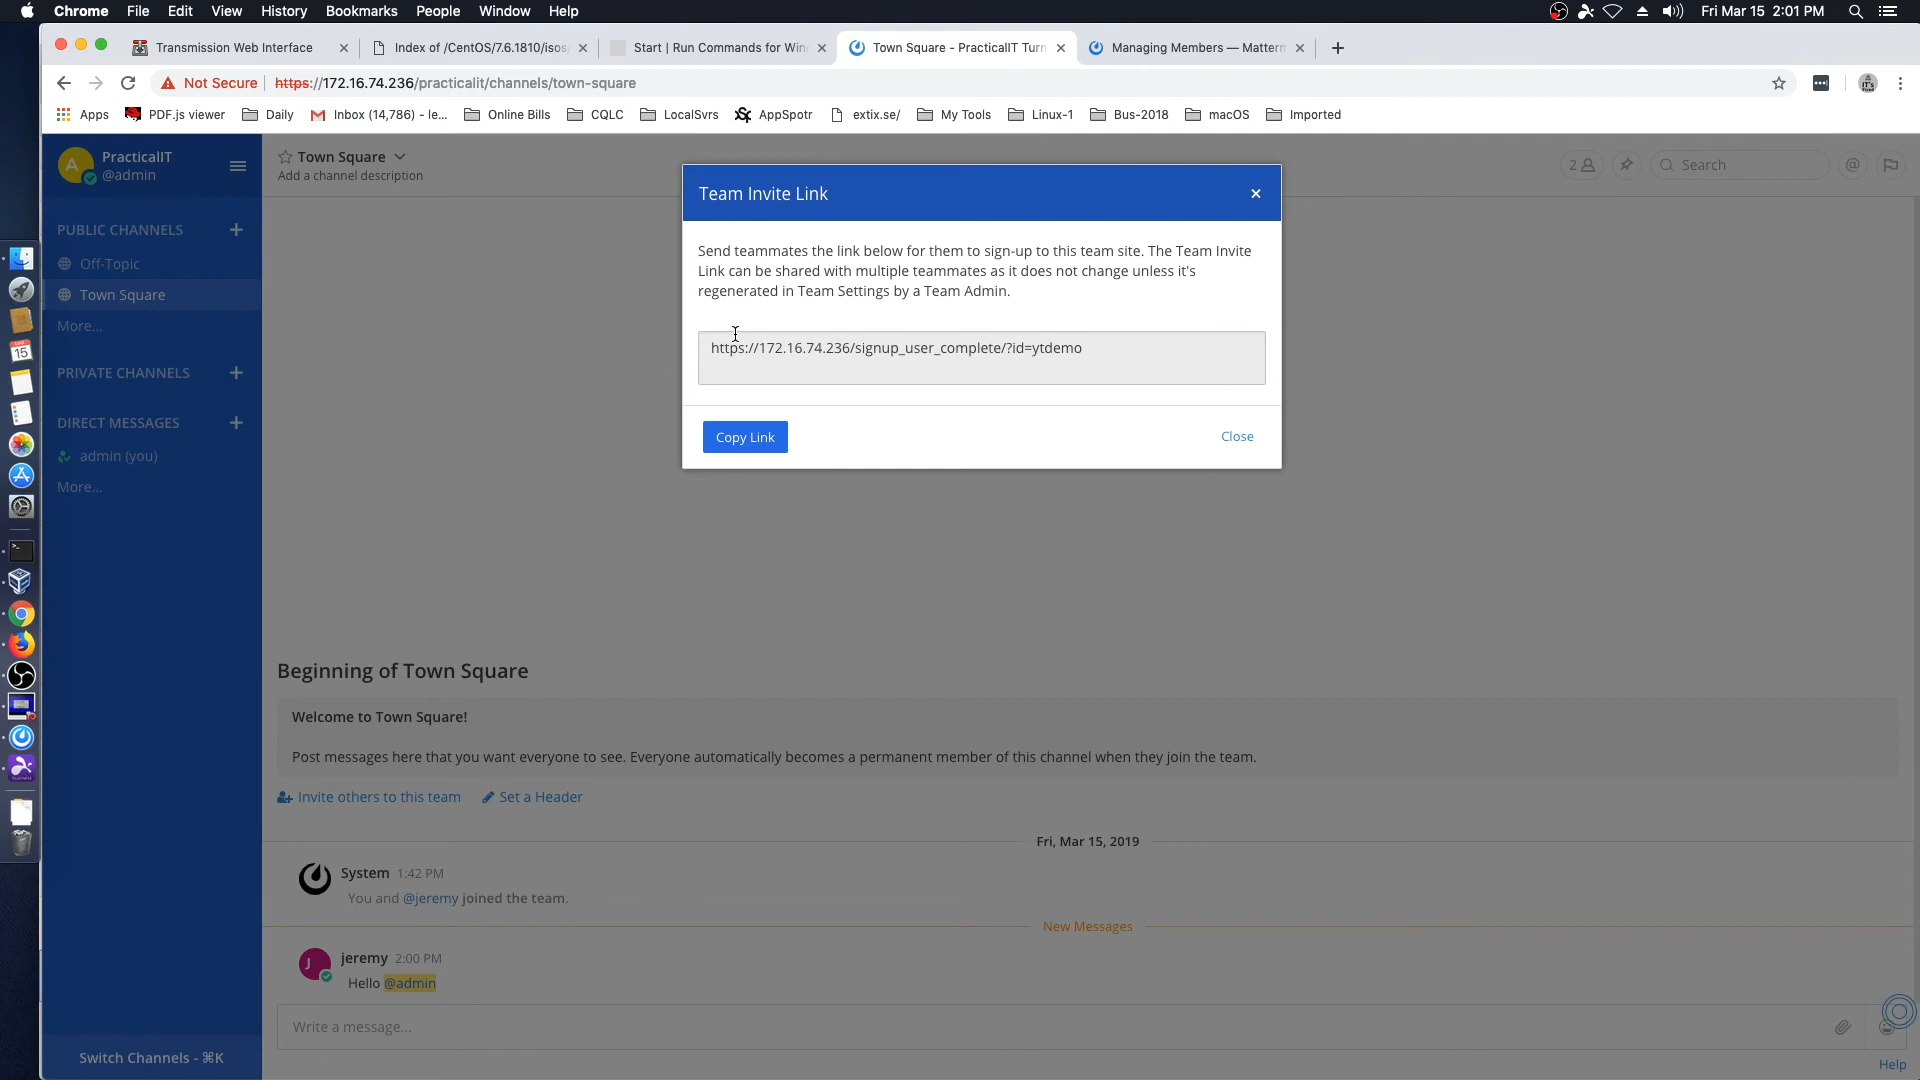 Chrome File Edit View History Bookmarks People Window Help Fri Mar 15 2:01 PM
Transmission Web Interface Index of /CentOS/7.6.1810/isos Start | Run Commands for Win Town Square - PracticalIT Turn Managing Members — Matterm
Not Secure https://172.16.74.236/practicalit/channels/town-square
Apps PDF.js viewer Daily Inbox (14,786) - le... Online Bills CQLC LocalSvrs AppSpotr extix.se/ My Tools Linux-1 Bus-2018 macOS Imported
A PracticalIT
@admin
Town Square
Add a channel description
2 Search @
PUBLIC CHANNELS +
Off-Topic
Town Square
More...
PRIVATE CHANNELS +
DIRECT MESSAGES +
admin (you)
More...
Switch Channels - ⌘K
Team Invite Link ×
Send teammates the link below for them to sign-up to this team site. The Team Invite
Link can be shared with multiple teammates as it does not change unless it's
regenerated in Team Settings by a Team Admin.
https://172.16.74.236/signup_user_complete/?id=ytdemo
Copy Link Close
Beginning of Town Square
Welcome to Town Square!
Post messages here that you want everyone to see. Everyone automatically becomes a permanent member of this channel when they join the team.
Invite others to this team Set a Header
Fri, Mar 15, 2019
System 1:42 PM
You and @jeremy joined the team.
New Messages
J jeremy 2:00 PM
Hello @admin
Write a message...
Help
15